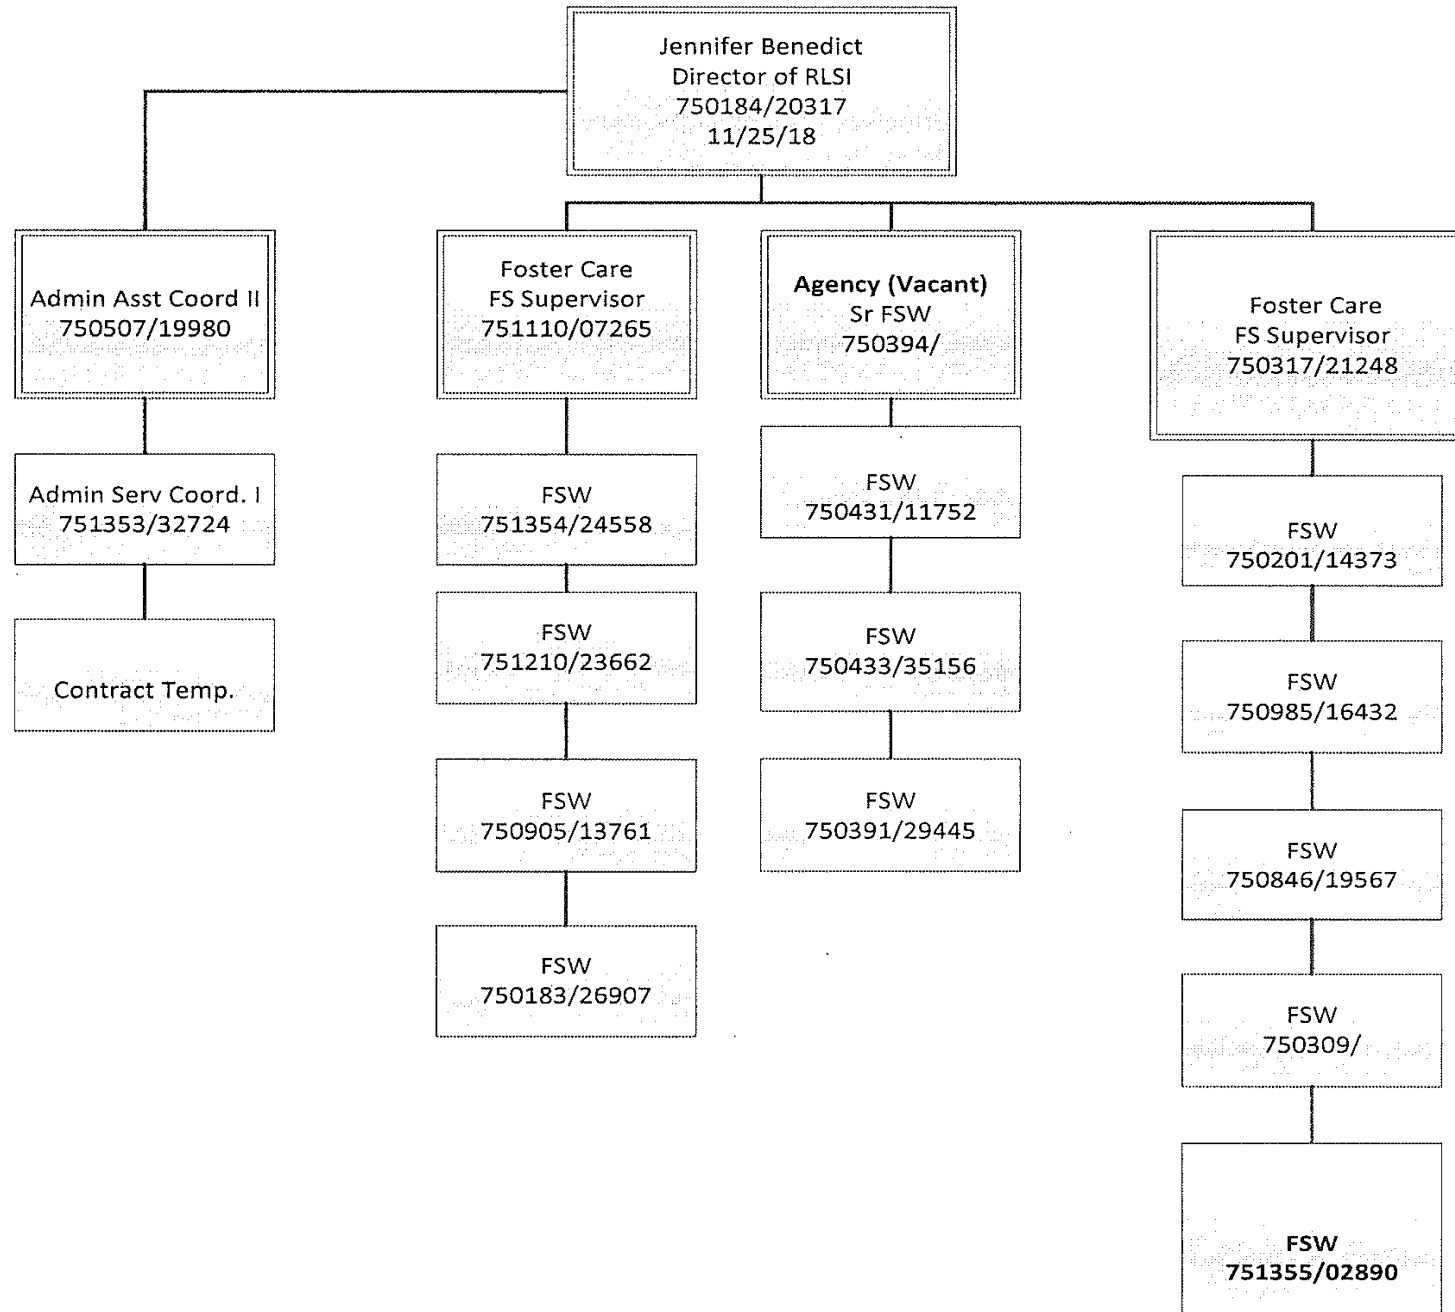 Jennifer Benedict
Director of RLSI
750184/20317
11/25/18
Admin Asst Coord II
750507/19980
Admin Serv Coord. I
751353/32724
Contract Temp.
Foster Care
FS Supervisor
751110/07265
FSW
751354/24558
FSW
751210/23662
FSW
750905/13761
FSW
750183/26907
Agency (Vacant)
Sr FSW
750394/
FSW
750431/11752
FSW
750433/35156
FSW
750391/29445
Foster Care
FS Supervisor
750317/21248
FSW
750201/14373
FSW
750985/16432
FSW
750846/19567
FSW
750309/
FSW
751355/02890